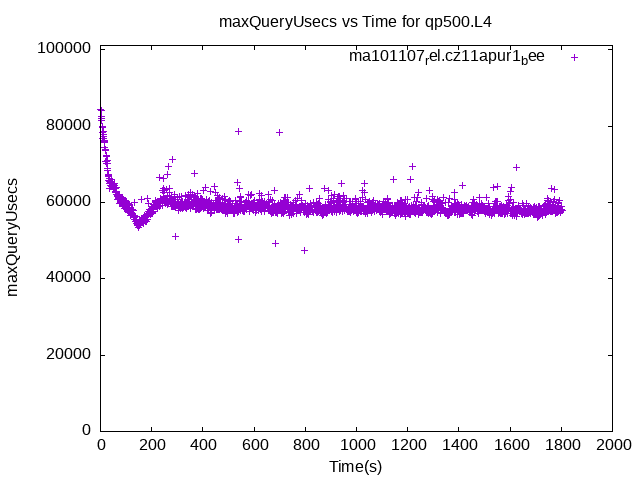 maxQueryUsecs vs Time for qp500.L4
ma101107rel.cz11apur1bee
100000
80000
60000
40000
20000
0
maxQueryUsecs
0 200 400 600 800 1000 1200 1400 1600 1800 2000
Time(s)